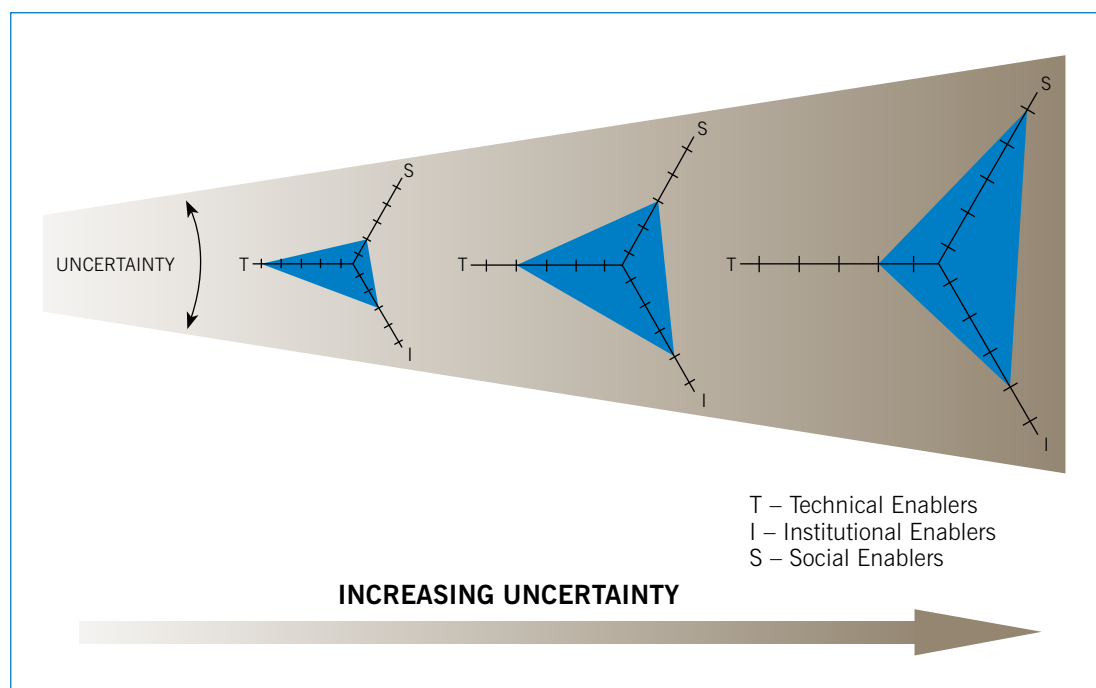 S
S
S
UNCERTAINTY
T
T
T
I
I
I
T – Technical Enablers
I – Institutional Enablers
S – Social Enablers
INCREASING UNCERTAINTY